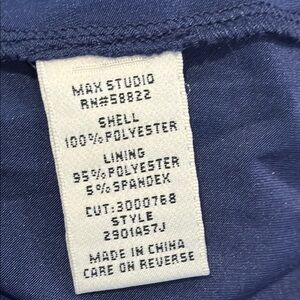 MAX STUDIO
RN#58822
SHELL
100% POLYESTER
LINING
95% POLYESTER
5% SPANDEX
CUT:3000768
STYLE
2901A57J
MADE IN CHINA
CARE ON REVERSE